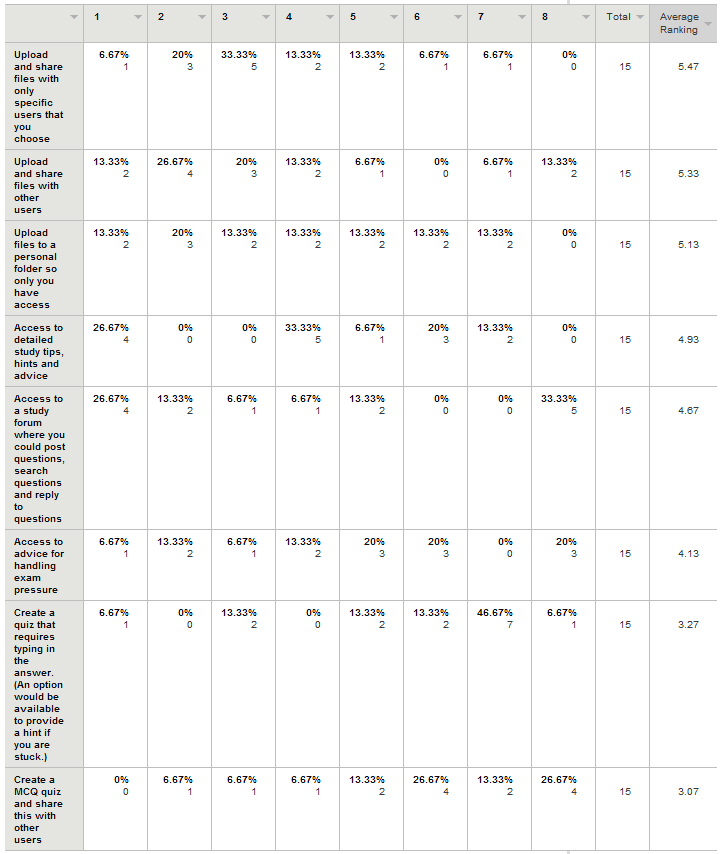 1 2 3 4 5 6 7 8 Total Average Ranking
Upload 6.67% 20% 33.33% 13.33% 13.33% 6.67% 6.67% 0%
and share 1 3 5 2 2 1 1 0 15 5.47
files with
only
specific
users that
you
choose
Upload 13.33% 26.67% 20% 13.33% 6.67% 0% 6.67% 13.33%
and share 2 4 3 2 1 0 1 2 15 5.33
files with
other
users
Upload 13.33% 20% 13.33% 13.33% 13.33% 13.33% 13.33% 0%
files to a 2 3 2 2 2 2 2 0 15 5.13
personal
folder so
only you
have
access
Access to 26.67% 0% 0% 33.33% 6.67% 20% 13.33% 0%
detailed 4 0 0 5 1 3 2 0 15 4.93
study tips,
hints and
advice
Access to 26.67% 13.33% 6.67% 6.67% 13.33% 0% 0% 33.33%
a study 4 2 1 1 2 0 0 5 15 4.67
forum
where you
could post
questions,
search
questions
and reply
to
questions
Access to 6.67% 13.33% 6.67% 13.33% 20% 20% 0% 20%
advice for 1 2 1 2 3 3 0 3 15 4.13
handling
exam
pressure
Create a 6.67% 0% 13.33% 0% 13.33% 13.33% 46.67% 6.67%
quiz that 1 0 2 0 2 2 7 1 15 3.27
requires
typing in
the
answer.
(An option
would be
available
to provide
a hint if
you are
stuck.)
Create a 0% 6.67% 6.67% 6.67% 13.33% 26.67% 13.33% 26.67%
MCQ quiz 0 1 1 1 2 4 2 4 15 3.07
and share
this with
other
users